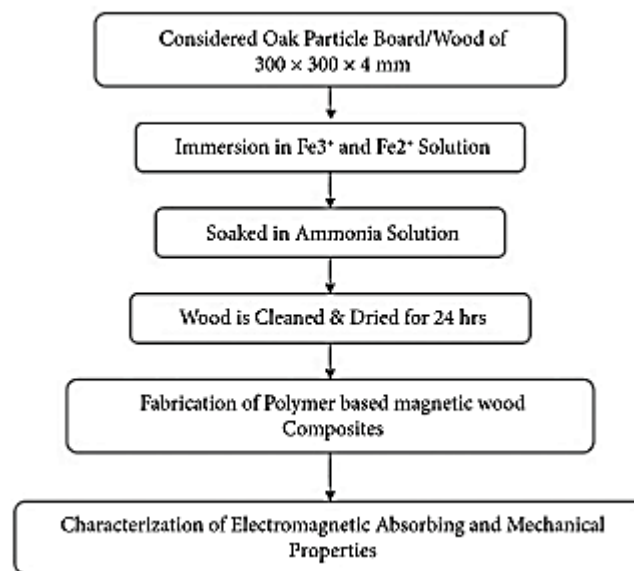 Considered Oak Particle Board/Wood of
300 × 300 × 4 mm
Immersion in Fe3⁺ and Fe2⁺ Solution
Soaked in Ammonia Solution
Wood is Cleaned & Dried for 24 hrs
Fabrication of Polymer based magnetic wood
Composites
Characterization of Electromagnetic Absorbing and Mechanical
Properties